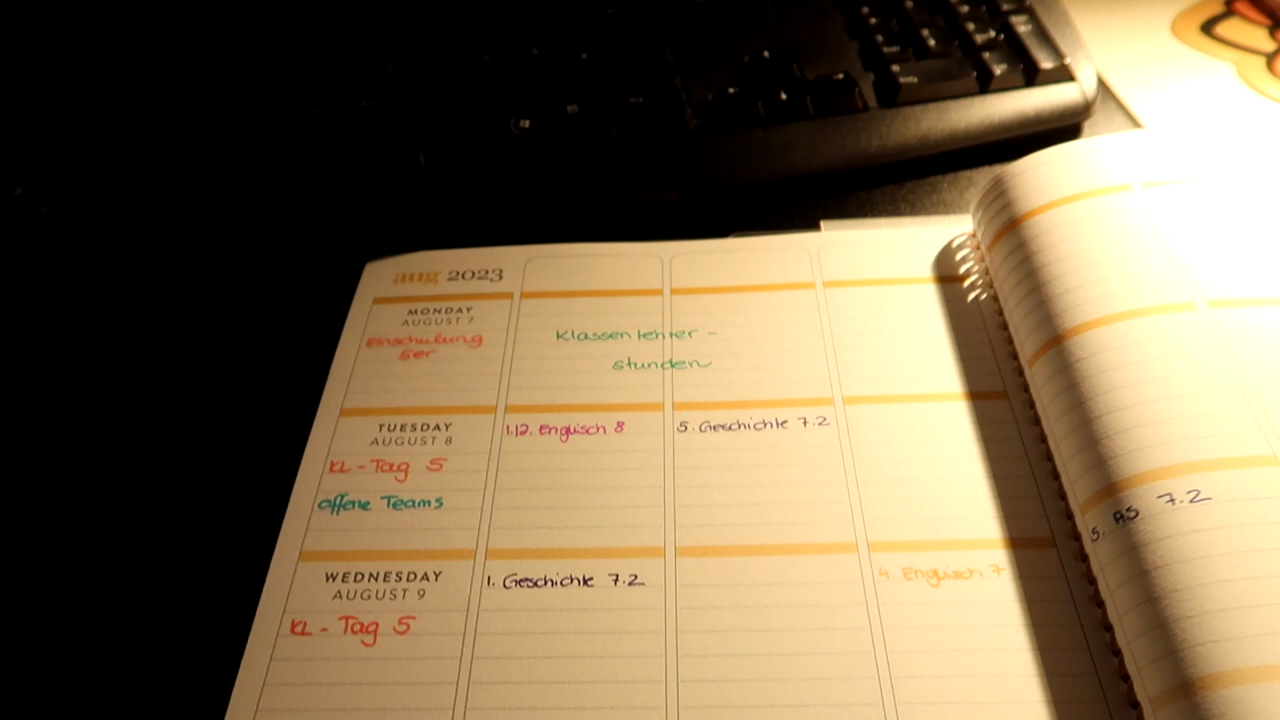 aug 2023
MONDAY
AUGUST 7
Einschulung
5er
Klassenlehrer -
stunden
TUESDAY
AUGUST 8
KL - Tag 5
offene Teams
1.12. Englisch 8
5. Geschichte 7.2
5. AS 7.2
WEDNESDAY
AUGUST 9
KL - Tag 5
1. Geschichte 7.2
4. Englisch 7